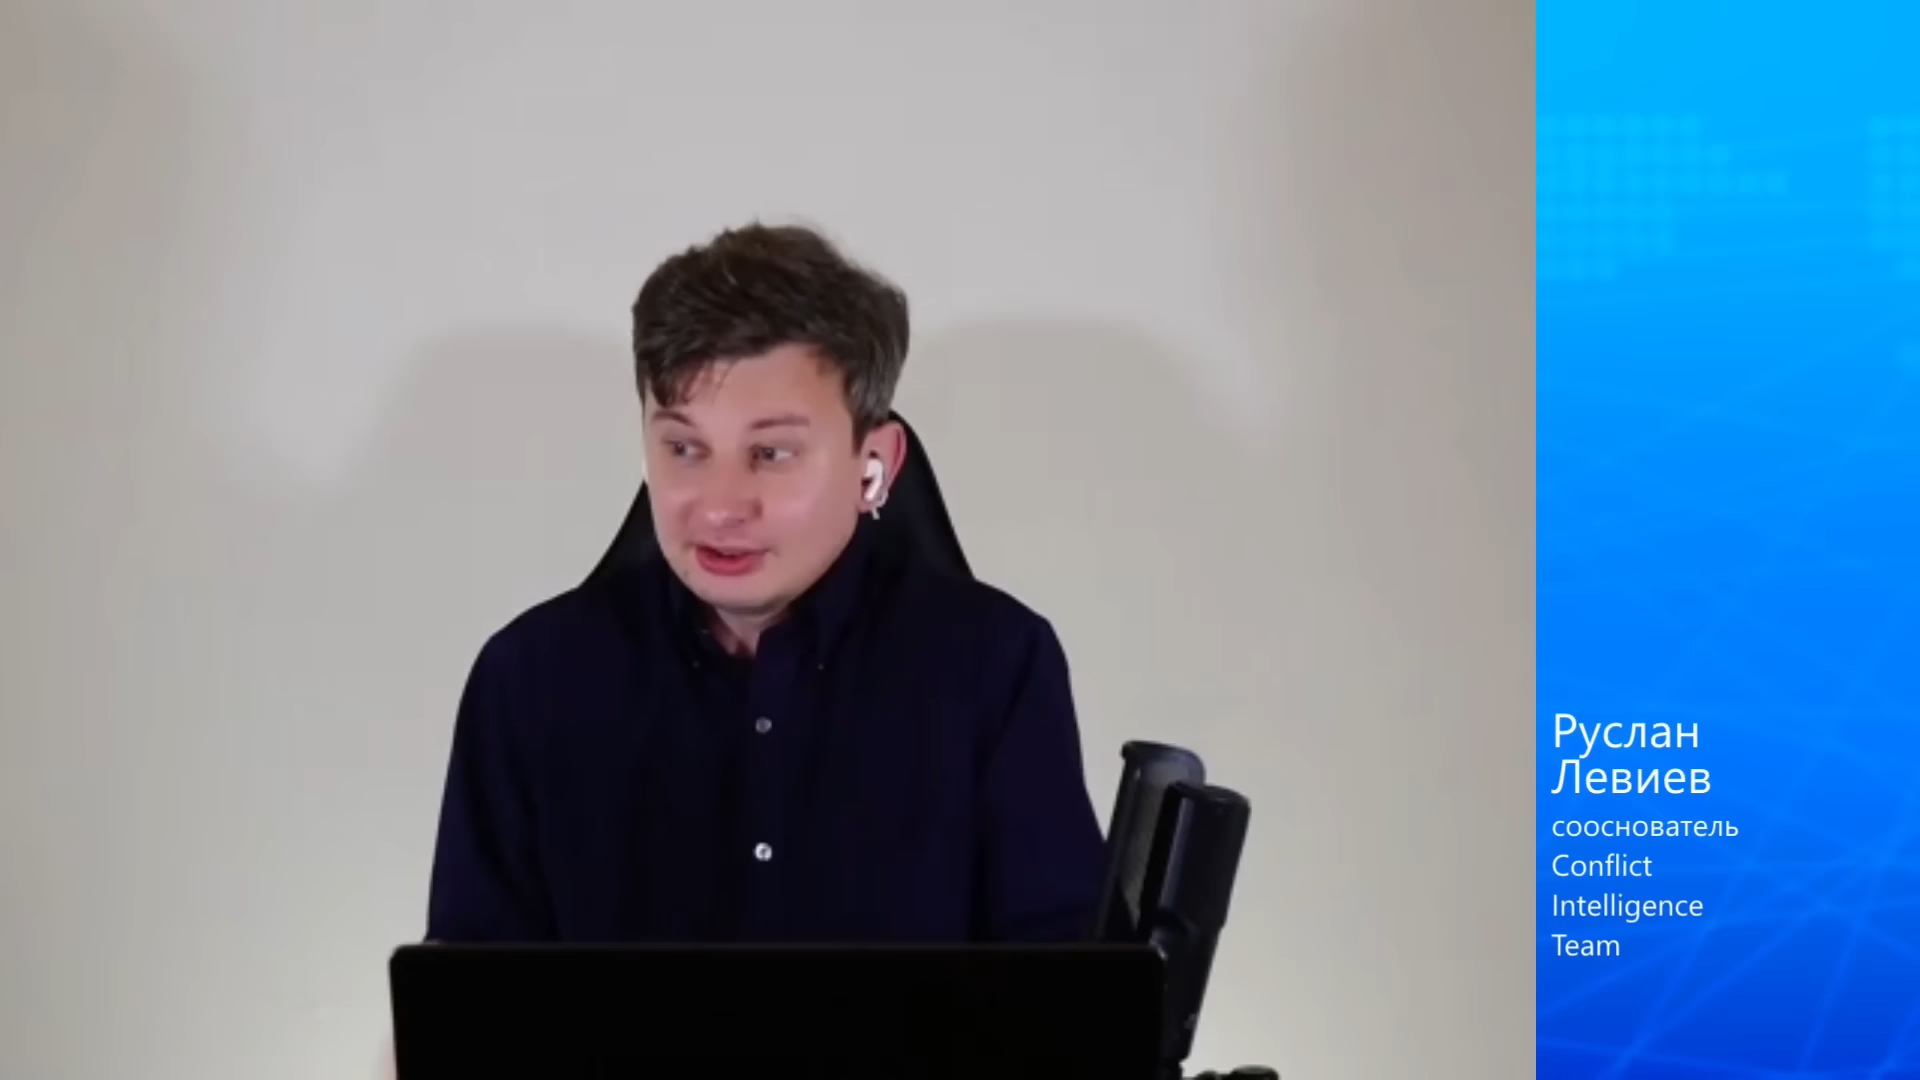 Руслан
Левиев
сооснователь
Conflict
Intelligence
Team